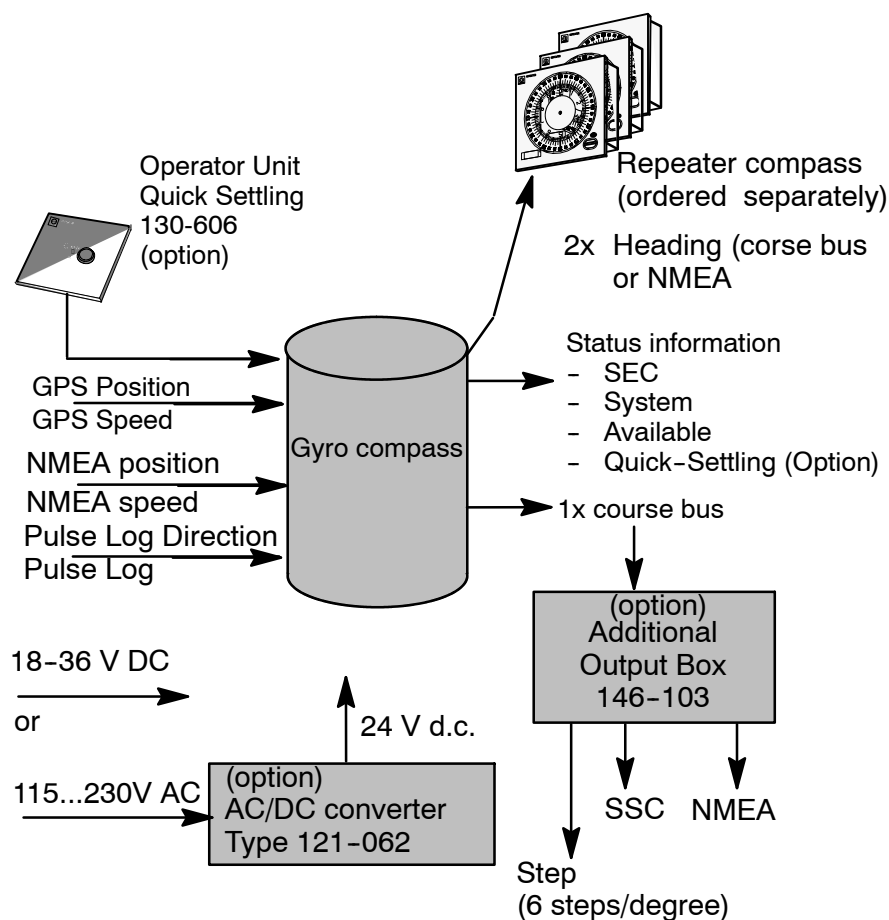 Operator Unit
Quick Settling
130-606
(option)
Repeater compass
(ordered separately)
2x Heading (corse bus
or NMEA
GPS Position
GPS Speed
NMEA position
NMEA speed
Pulse Log Direction
Pulse Log
Gyro compass
Status information
- SEC
- System
- Available
- Quick-Settling (Option)
1x course bus
(option)
Additional
Output Box
146-103
SSC
NMEA
Step
(6 steps/degree)
18-36 V DC
or
115...230V AC
24 V d.c.
(option)
AC/DC converter
Type 121-062